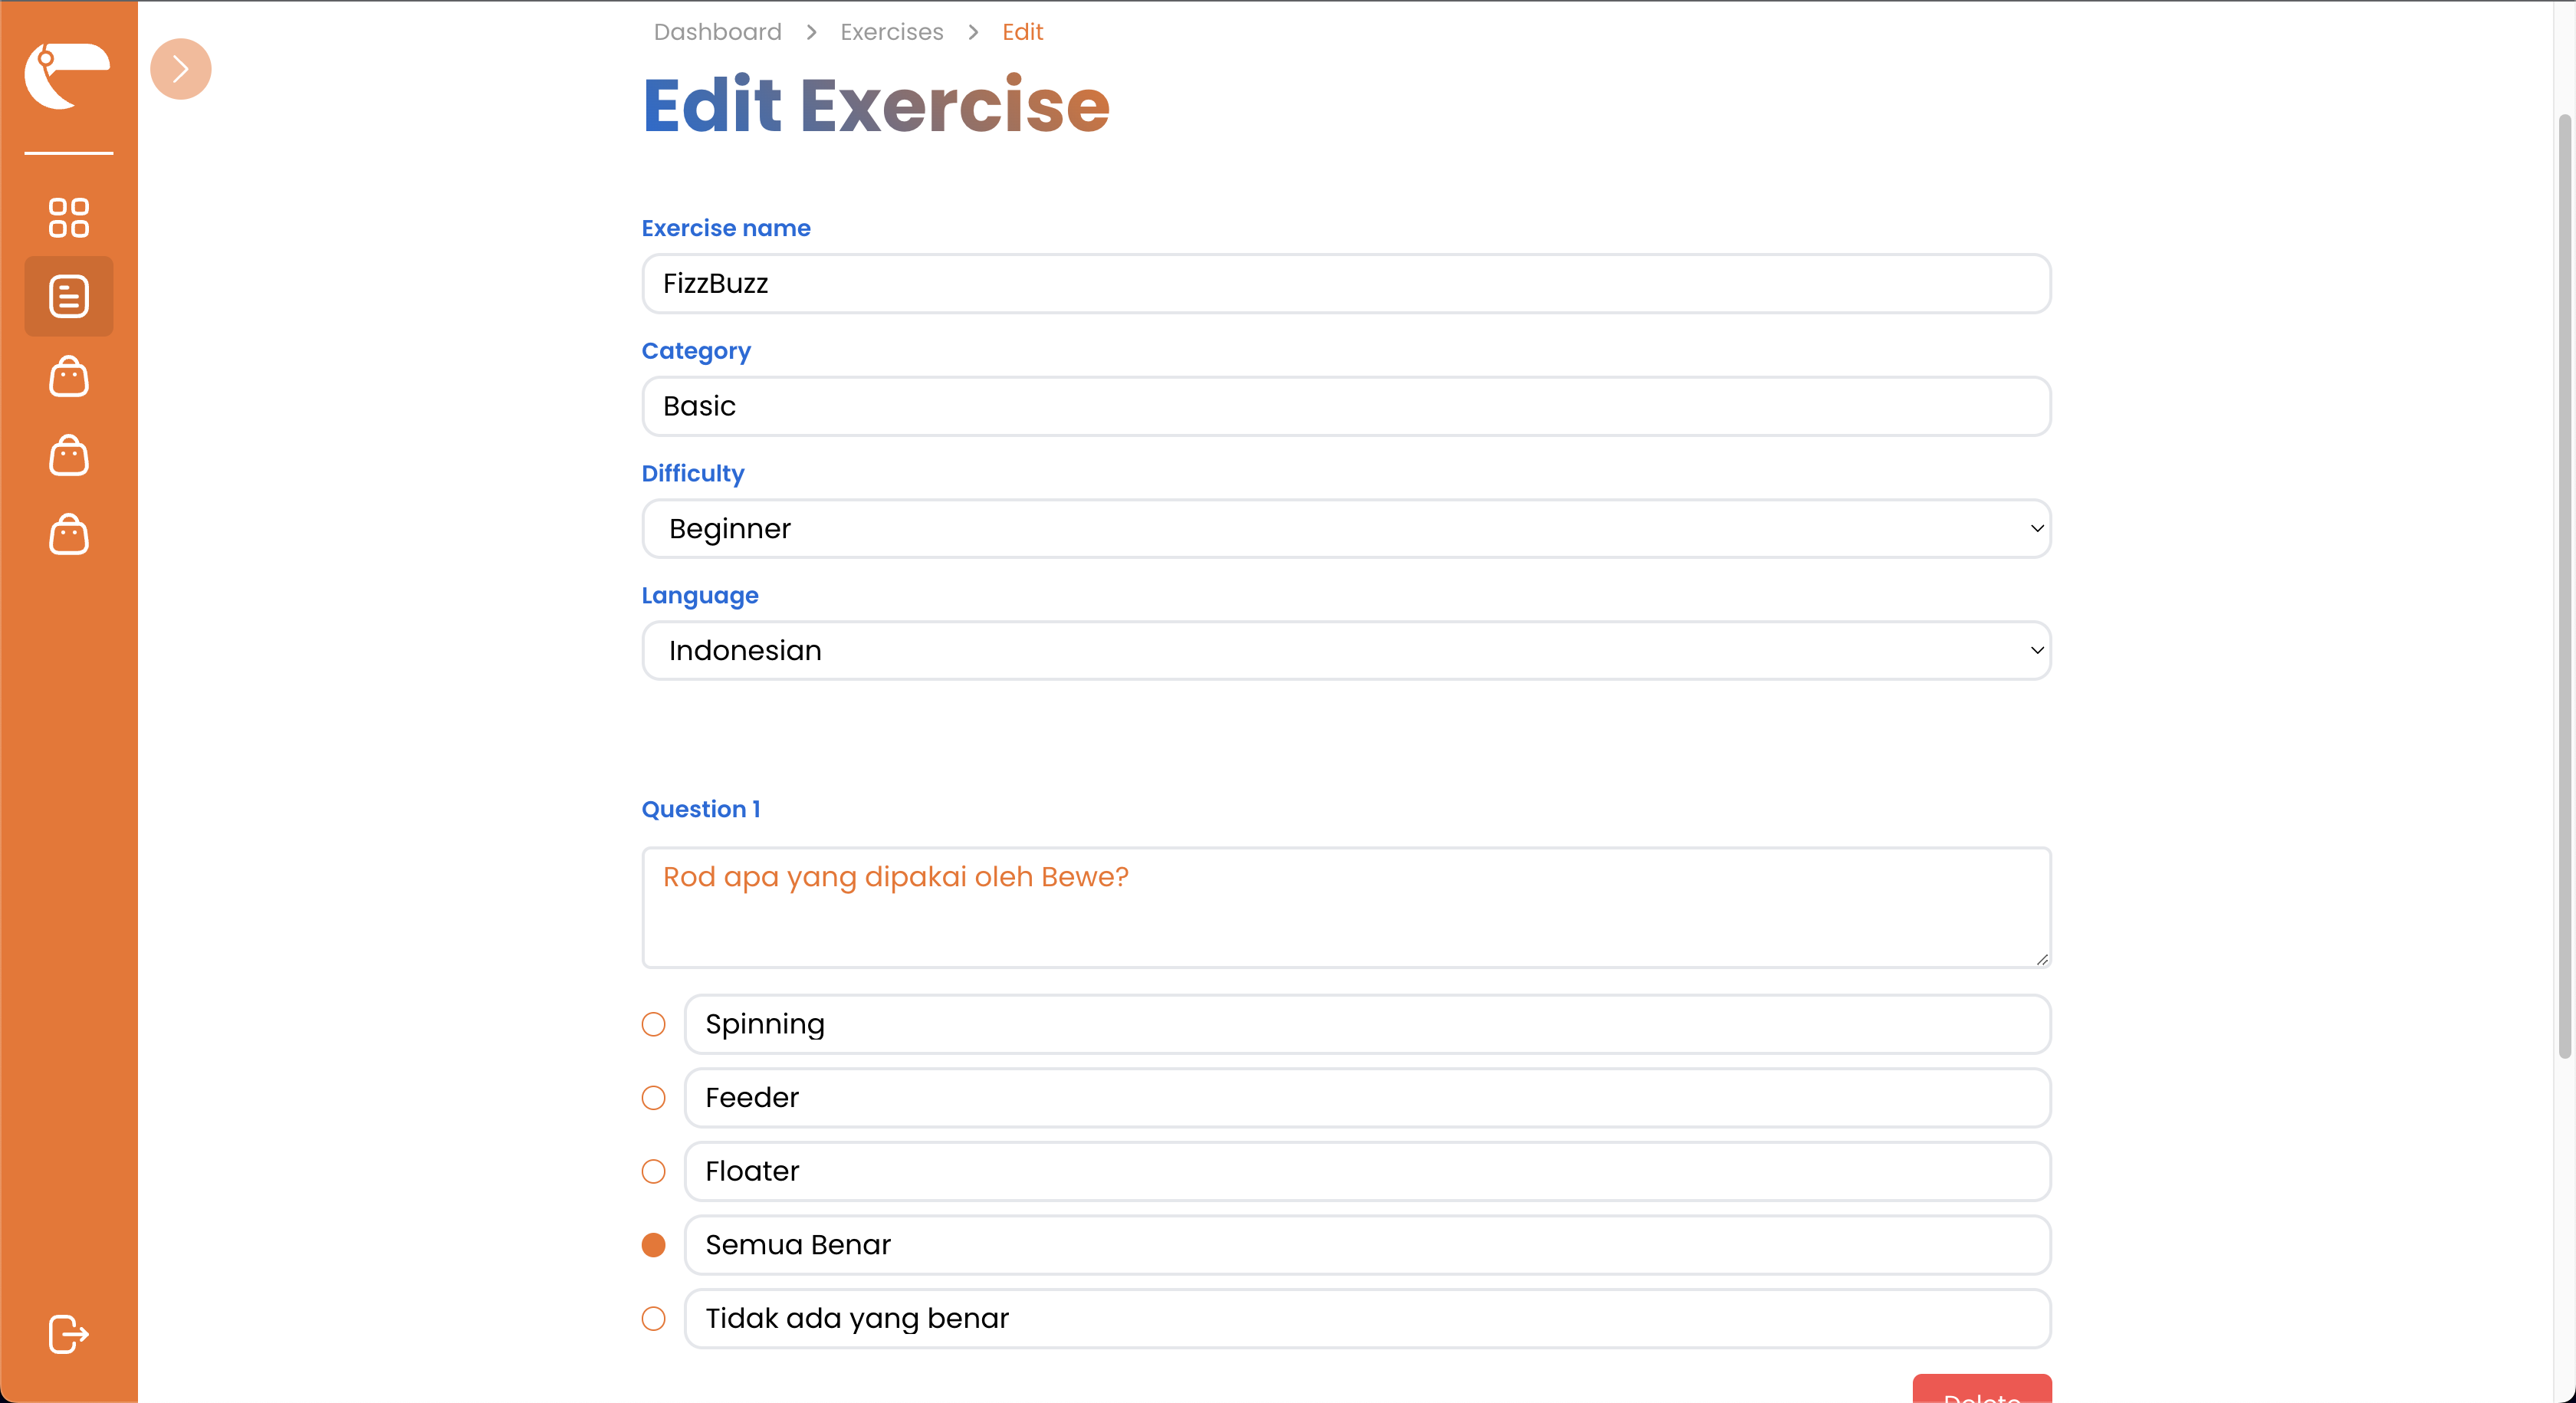 Dashboard > Exercises > Edit
Edit Exercise
Exercise name
FizzBuzz
Category
Basic
Difficulty
Beginner
Language
Indonesian
Question 1
Rod apa yang dipakai oleh Bewe?
Spinning
Feeder
Floater
Semua Benar
Tidak ada yang benar
Delete